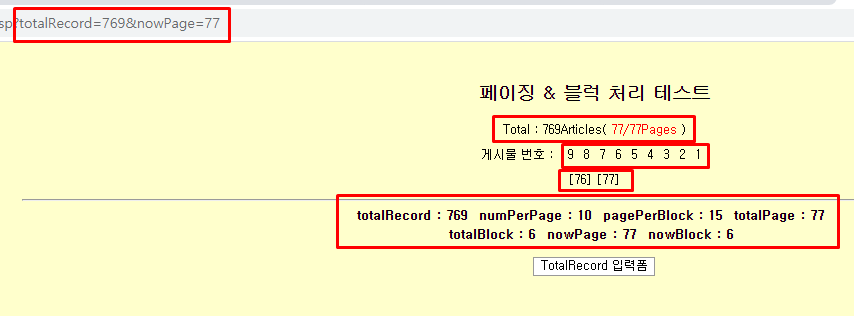 sp?totalRecord=769&nowPage=77
페이징 & 블럭 처리 테스트
Total : 769Articles( 77/77Pages )
게시물 번호 : 9 8 7 6 5 4 3 2 1
[76] [77]
totalRecord : 769 numPerPage : 10 pagePerBlock : 15 totalPage : 77
totalBlock : 6 nowPage : 77 nowBlock : 6
TotalRecord 입력폼